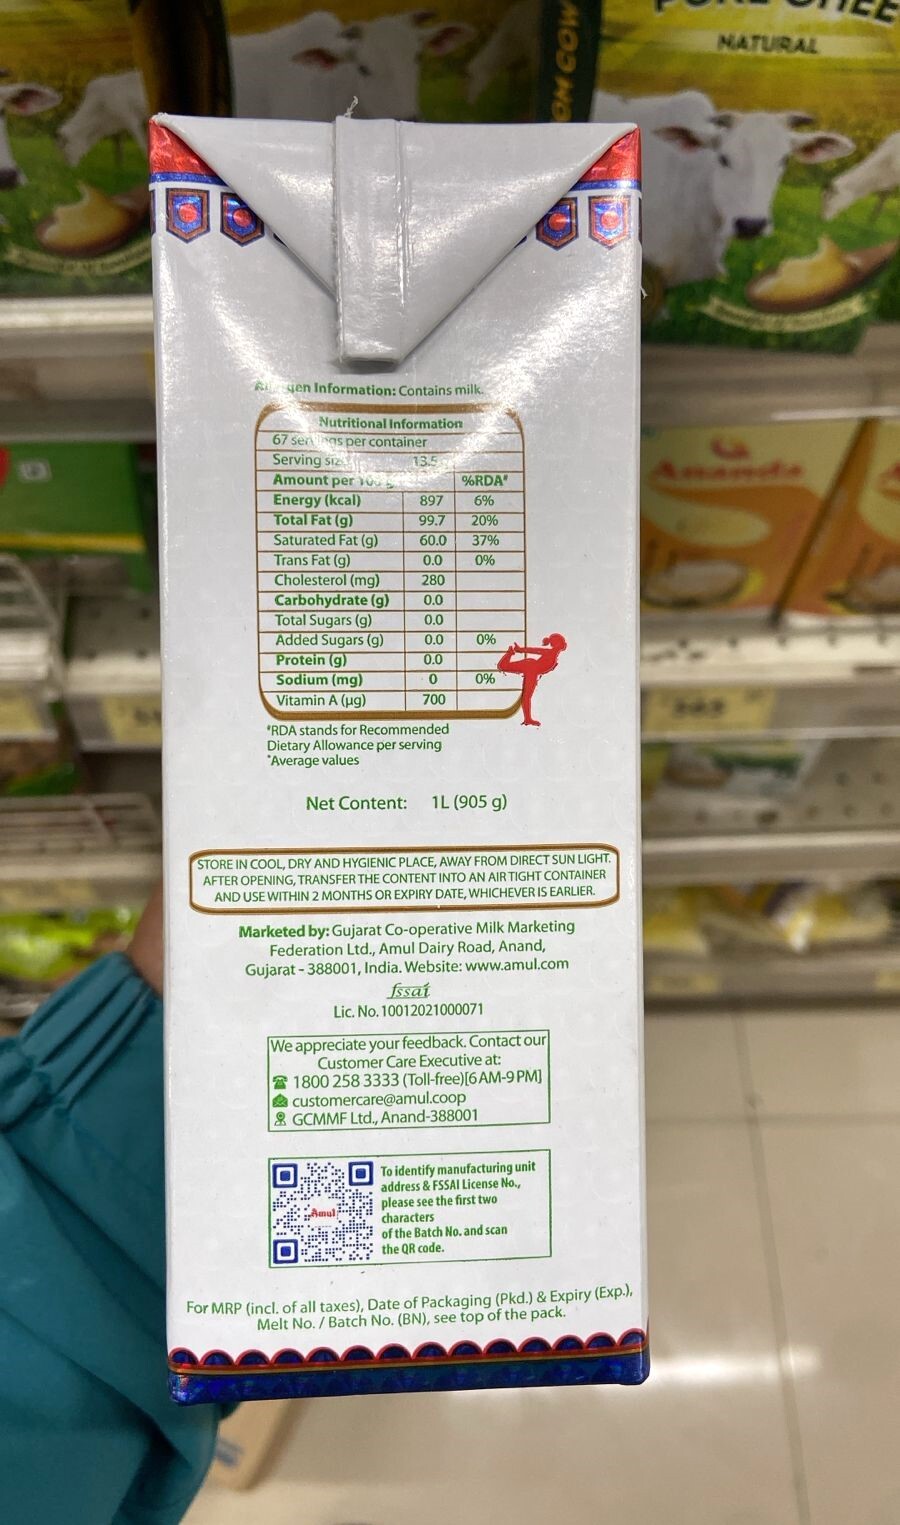 NATURAL
OM COW
Ananda
Allergen Information: Contains milk.
Nutritional Information
67 servings per container
Serving size 13.5
Amount per 100 g %RDA#
Energy (kcal) 897 6%
Total Fat (g) 99.7 20%
Saturated Fat (g) 60.0 37%
Trans Fat (g) 0.0 0%
Cholesterol (mg) 280
Carbohydrate (g) 0.0
Total Sugars (g) 0.0
Added Sugars (g) 0.0 0%
Protein (g) 0.0
Sodium (mg) 0 0%
Vitamin A (µg) 700
#RDA stands for Recommended
Dietary Allowance per serving
*Average values
Net Content: 1L (905 g)
STORE IN COOL, DRY AND HYGIENIC PLACE, AWAY FROM DIRECT SUN LIGHT.
AFTER OPENING, TRANSFER THE CONTENT INTO AN AIR TIGHT CONTAINER
AND USE WITHIN 2 MONTHS OR EXPIRY DATE, WHICHEVER IS EARLIER.
Marketed by: Gujarat Co-operative Milk Marketing
Federation Ltd., Amul Dairy Road, Anand,
Gujarat - 388001, India. Website: www.amul.com
fssai
Lic. No. 10012021000071
We appreciate your feedback. Contact our
Customer Care Executive at:
1800 258 3333 (Toll-free)[6 AM-9 PM]
customercare@amul.coop
GCMMF Ltd., Anand-388001
Amul
To identify manufacturing unit
address & FSSAI License No.,
please see the first two
characters
of the Batch No. and scan
the QR code.
For MRP (incl. of all taxes), Date of Packaging (Pkd.) & Expiry (Exp.),
Melt No. / Batch No. (BN), see top of the pack.